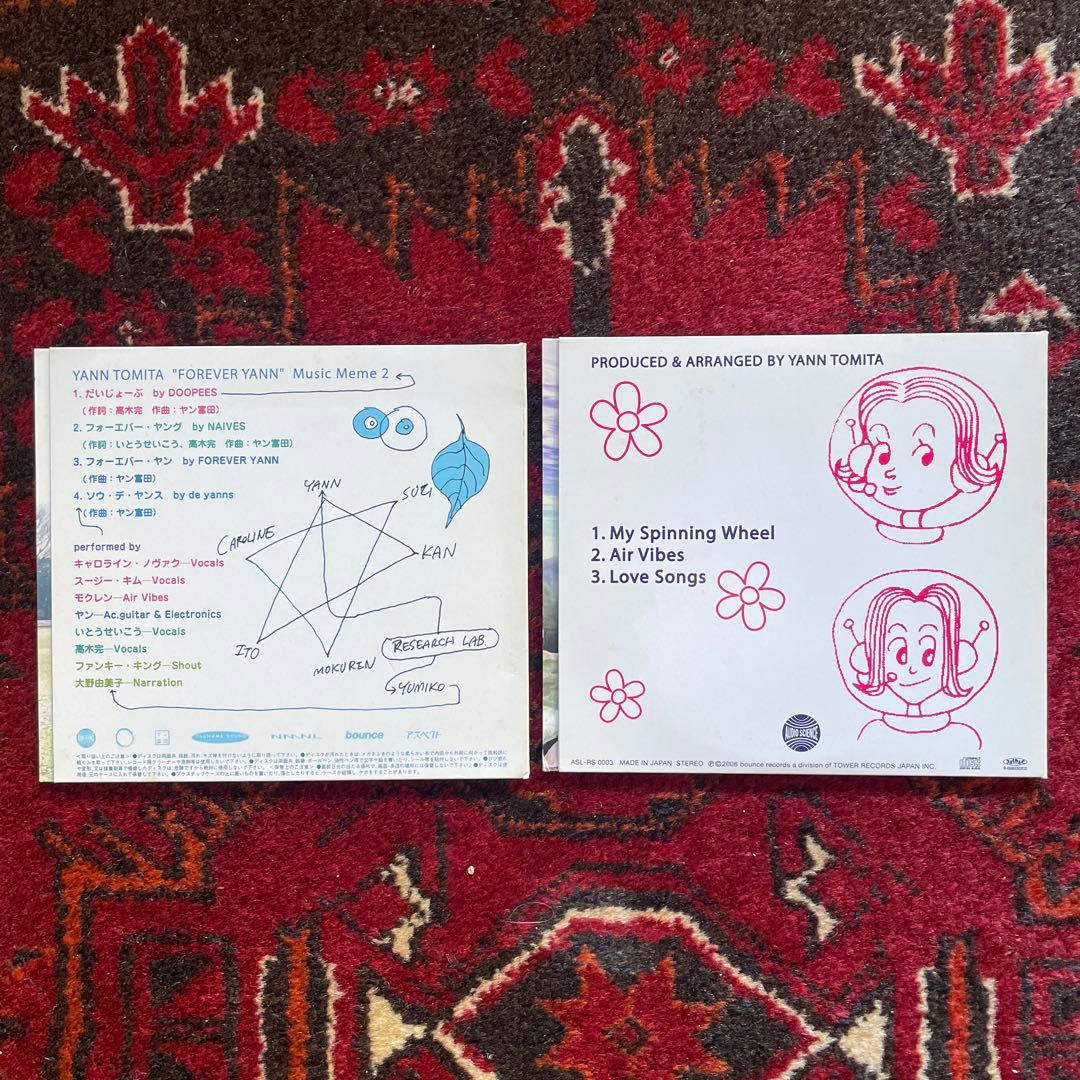 YANN TOMITA "FOREVER YANN" Music Meme 2
1. だいじょーぶ by DOOPEES
(作詞：高木完 作曲：ヤン富田)
2. フォーエバー・ヤング by NAIVES
(作詞：いとうせいこう、高木完 作曲：ヤン富田)
3. フォーエバー・ヤン by FOREVER YANN
(作曲：ヤン富田)
4. ソウ・デ・ヤンス by de yanns
(作曲：ヤン富田)
performed by
キャロライン・ノヴァク—Vocals
スージー・キム—Vocals
モクレン—Air Vibes
ヤン—Ac.guitar & Electronics
いとうせいこう—Vocals
高木完—Vocals
ファンキー・キング—Shout
大野由美子—Narration
YANN
SUZI
CAROLINE
KAN
ITO
MOKUREN
RESEARCH LAB.
YUMIKO
bounce
アスペクト
PRODUCED & ARRANGED BY YANN TOMITA
1. My Spinning Wheel
2. Air Vibes
3. Love Songs
AUDIO SCIENCE
ASL-RS 0003 MADE IN JAPAN STEREO ℗©2006 bounce records a division of TOWER RECORDS JAPAN INC.